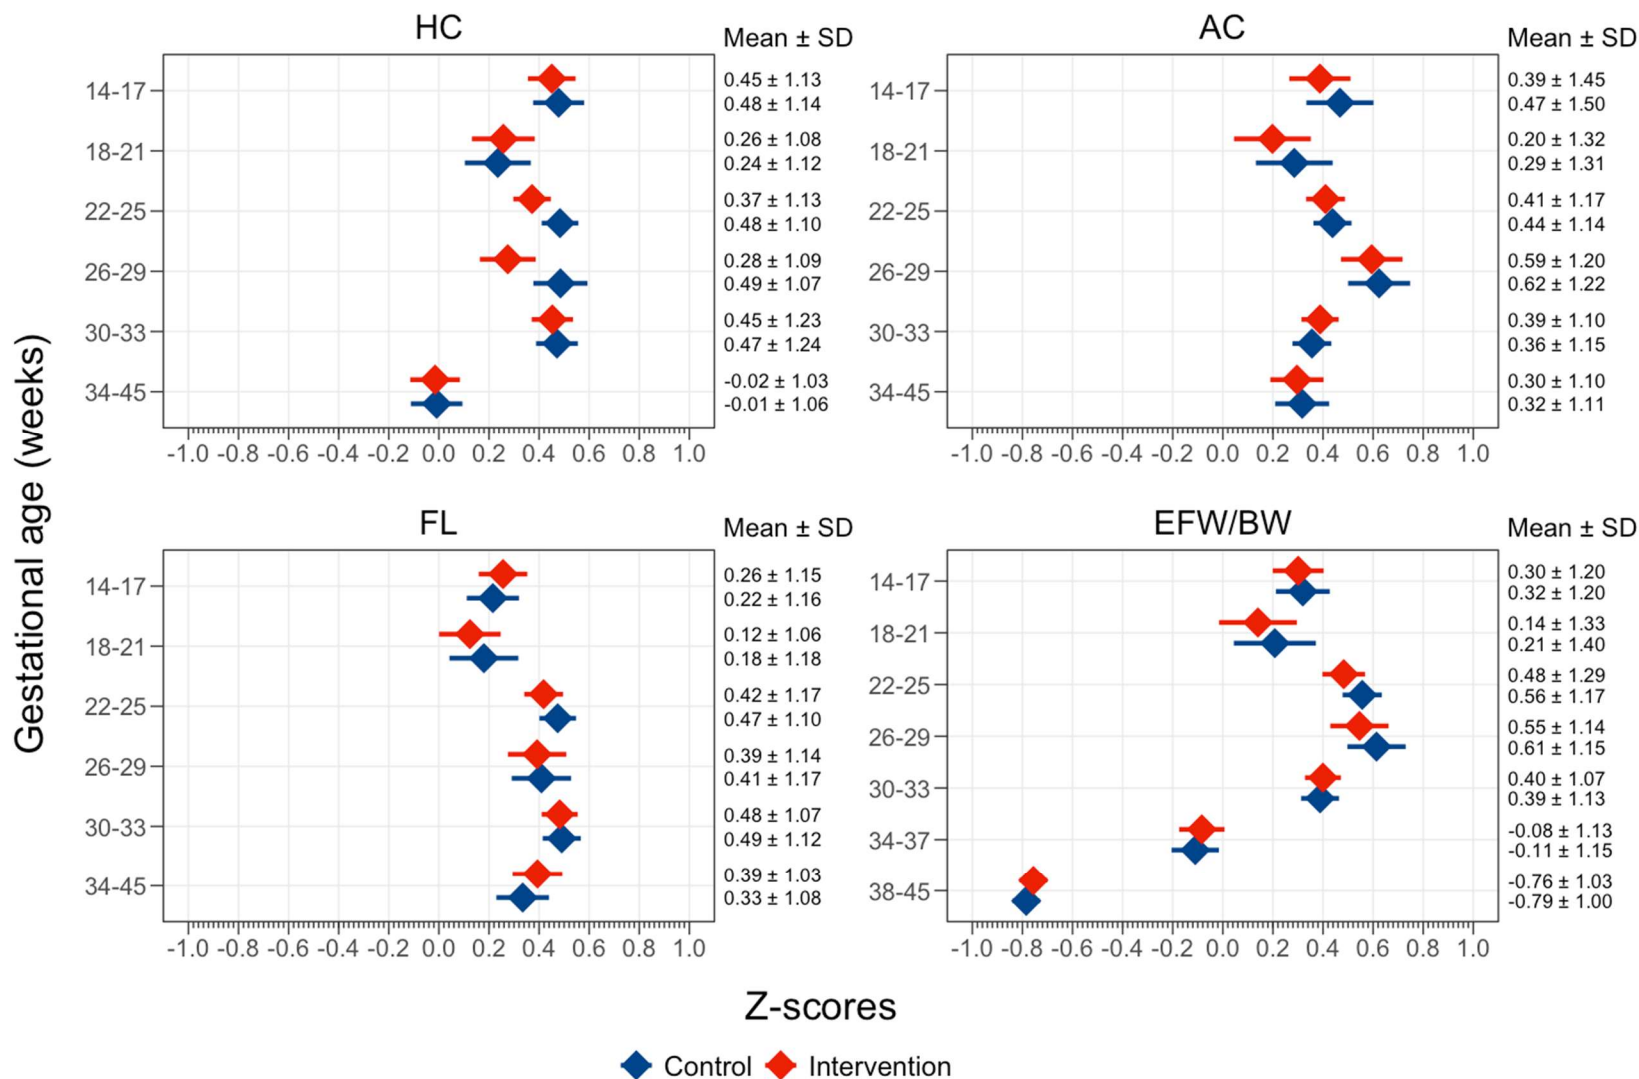 HC
Mean ± SD
14-17
0.45 ± 1.13
0.48 ± 1.14
18-21
0.26 ± 1.08
0.24 ± 1.12
22-25
0.37 ± 1.13
0.48 ± 1.10
26-29
0.28 ± 1.09
0.49 ± 1.07
30-33
0.45 ± 1.23
0.47 ± 1.24
34-45
-0.02 ± 1.03
-0.01 ± 1.06
-1.0 -0.8 -0.6 -0.4 -0.2 0.0 0.2 0.4 0.6 0.8 1.0
AC
Mean ± SD
14-17
0.39 ± 1.45
0.47 ± 1.50
18-21
0.20 ± 1.32
0.29 ± 1.31
22-25
0.41 ± 1.17
0.44 ± 1.14
26-29
0.59 ± 1.20
0.62 ± 1.22
30-33
0.39 ± 1.10
0.36 ± 1.15
34-45
0.30 ± 1.10
0.32 ± 1.11
-1.0 -0.8 -0.6 -0.4 -0.2 0.0 0.2 0.4 0.6 0.8 1.0
Gestational age (weeks)
FL
Mean ± SD
14-17
0.26 ± 1.15
0.22 ± 1.16
18-21
0.12 ± 1.06
0.18 ± 1.18
22-25
0.42 ± 1.17
0.47 ± 1.10
26-29
0.39 ± 1.14
0.41 ± 1.17
30-33
0.48 ± 1.07
0.49 ± 1.12
34-45
0.39 ± 1.03
0.33 ± 1.08
-1.0 -0.8 -0.6 -0.4 -0.2 0.0 0.2 0.4 0.6 0.8 1.0
EFW/BW
Mean ± SD
14-17
0.30 ± 1.20
0.32 ± 1.20
18-21
0.14 ± 1.33
0.21 ± 1.40
22-25
0.48 ± 1.29
0.56 ± 1.17
26-29
0.55 ± 1.14
0.61 ± 1.15
30-33
0.40 ± 1.07
0.39 ± 1.13
34-37
-0.08 ± 1.13
-0.11 ± 1.15
38-45
-0.76 ± 1.03
-0.79 ± 1.00
-1.0 -0.8 -0.6 -0.4 -0.2 0.0 0.2 0.4 0.6 0.8 1.0
Z-scores
Control Intervention